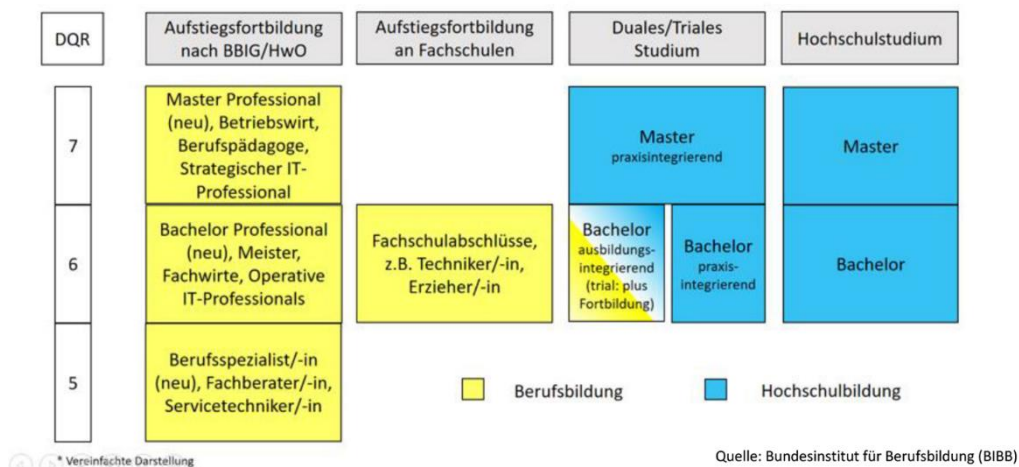 DQR
Aufstiegsfortbildung
nach BBIG/HwO
Aufstiegsfortbildung
an Fachschulen
Duales/Triales
Studium
Hochschulstudium
7
Master Professional
(neu), Betriebswirt,
Berufspädagoge,
Strategischer IT-
Professional
Master
praxisintegrierend
Master
6
Bachelor Professional
(neu), Meister,
Fachwirte, Operative
IT-Professionals
Fachschulabschlüsse,
z.B. Techniker/-in,
Erzieher/-in
Bachelor
ausbildungs-
integrierend
(trial: plus
Fortbildung)
Bachelor
praxis-
integrierend
Bachelor
5
Berufsspezialist/-in
(neu), Fachberater/-in,
Servicetechniker/-in
Berufsbildung
Hochschulbildung
* Vereinfachte Darstellung
Quelle: Bundesinstitut für Berufsbildung (BIBB)